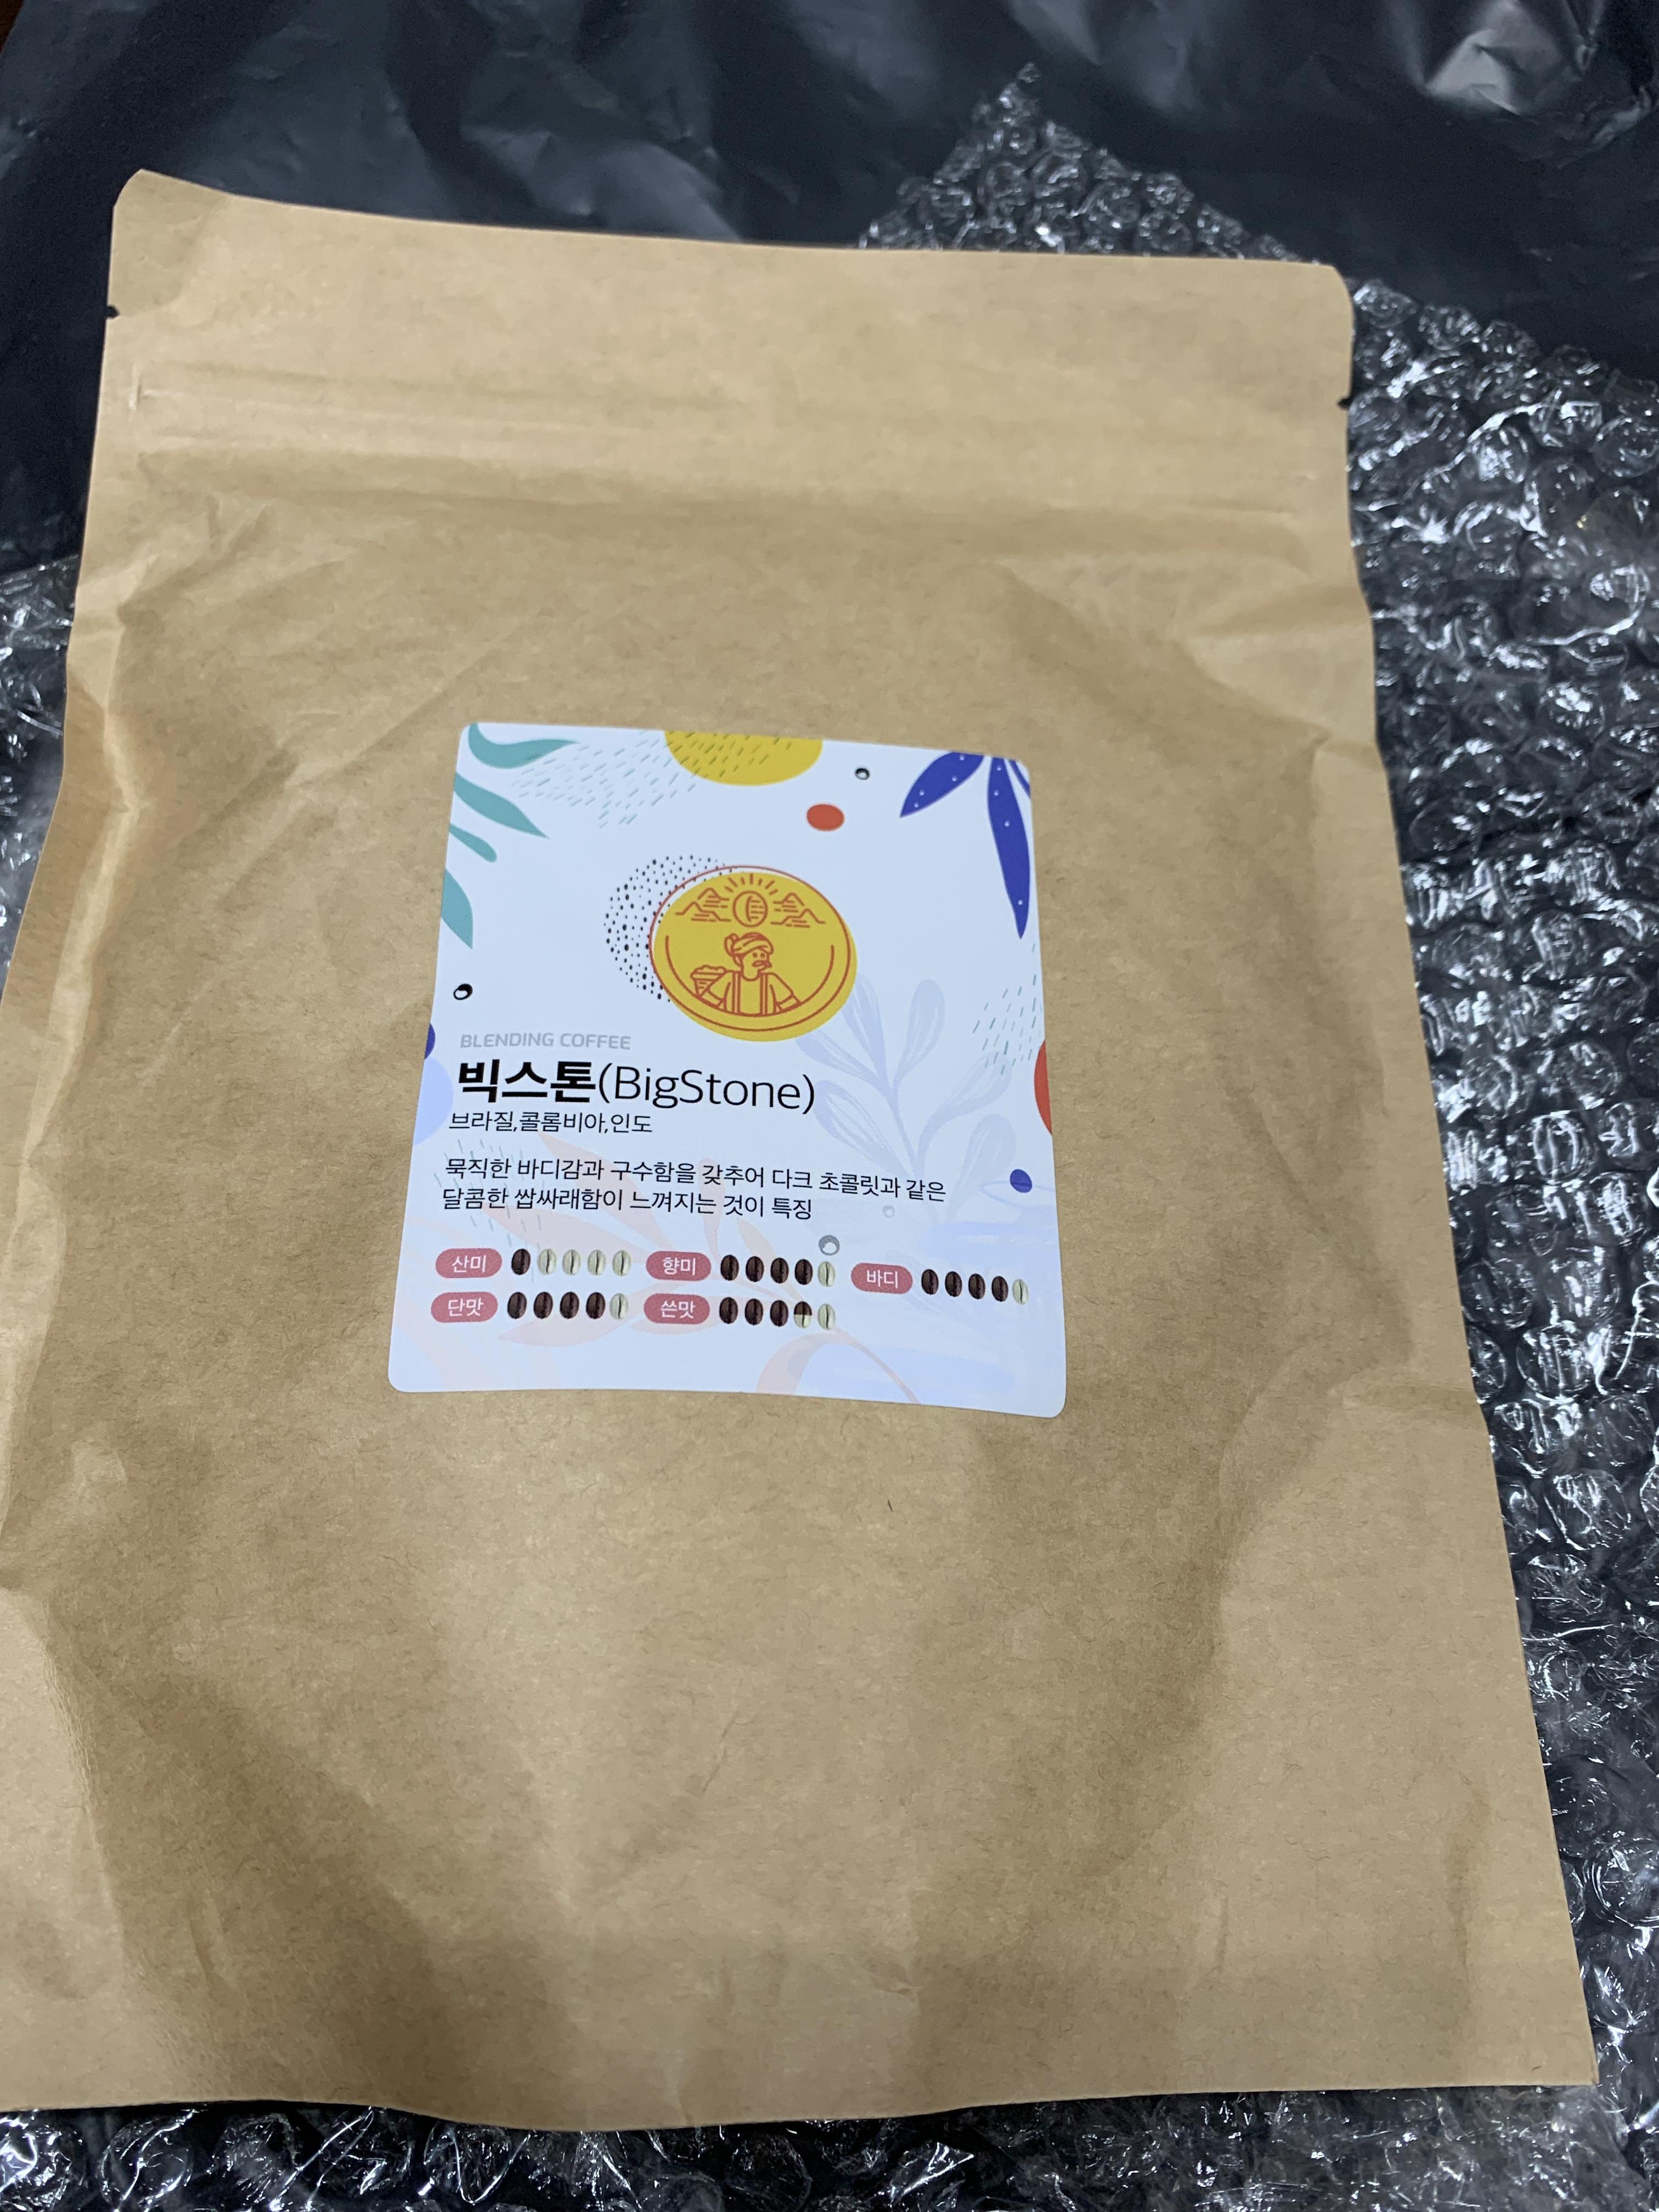 BLENDING COFFEE
빅스톤(BigStone)
브라질,콜롬비아,인도
묵직한 바디감과 구수함을 갖추어 다크 초콜릿과 같은
달콤한 쌉싸래함이 느껴지는 것이 특징
산미 향미 바디
단맛 쓴맛